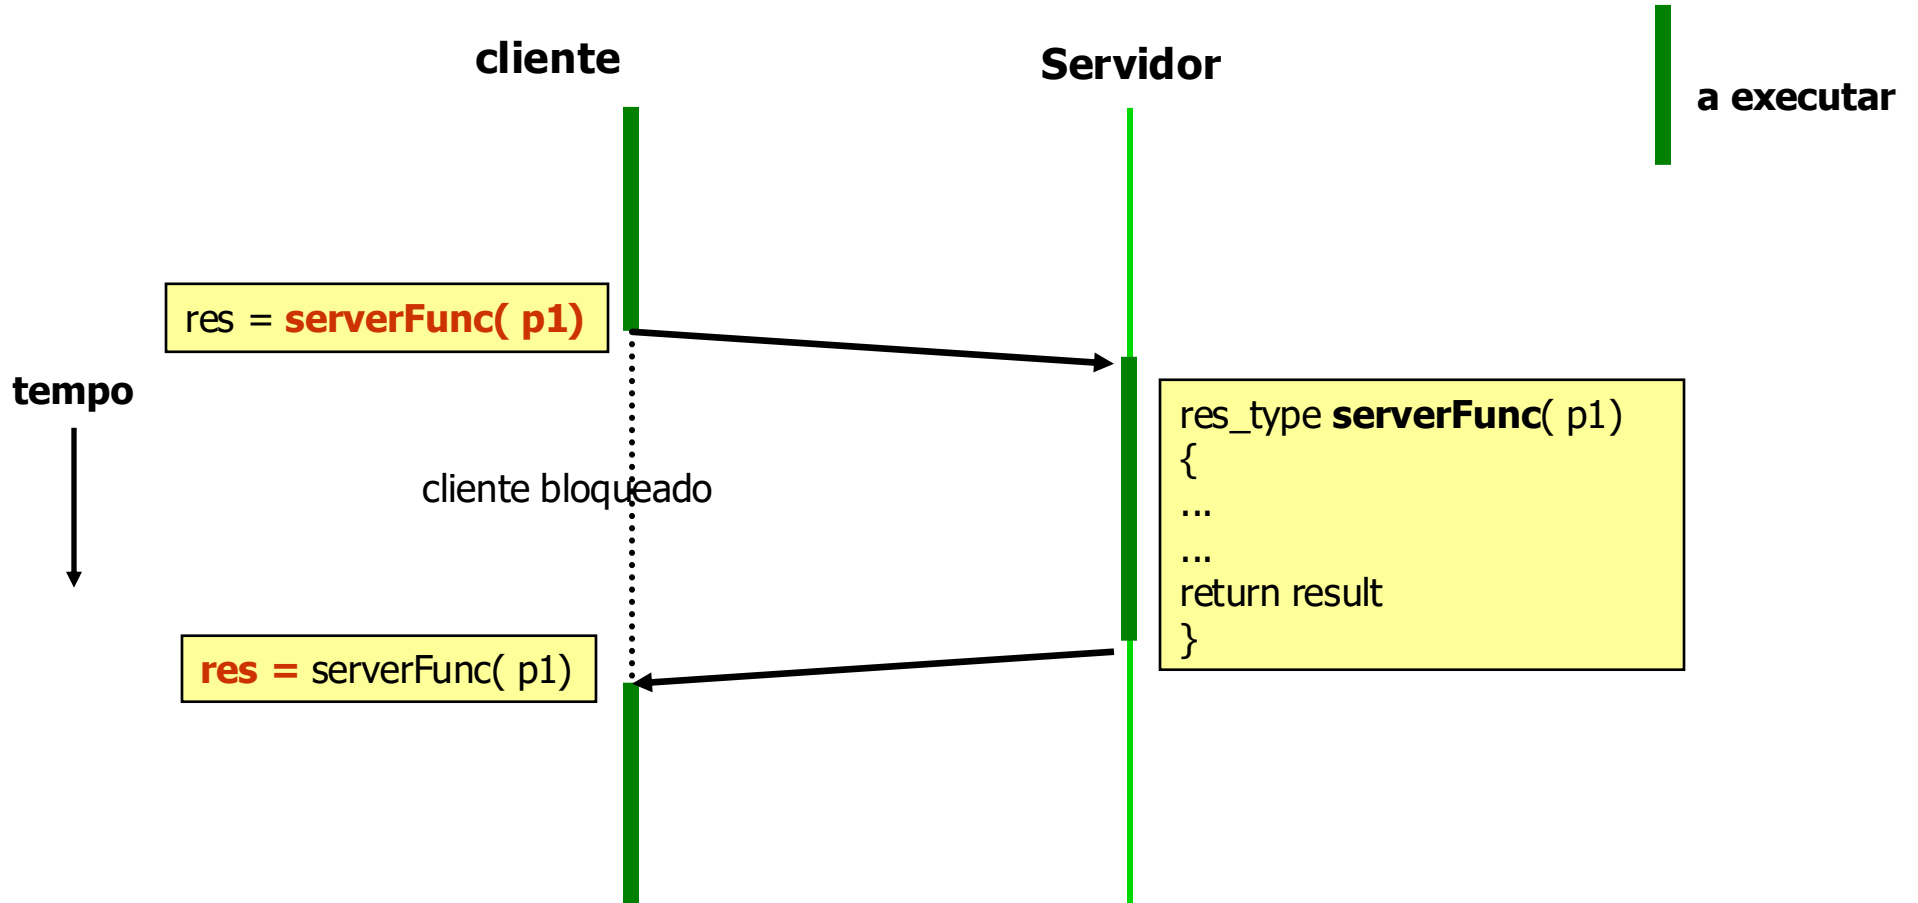 cliente
Servidor
a executar
res = serverFunc( p1)
tempo
res_type serverFunc( p1)
{
...
...
return result
}
cliente bloqueado
res = serverFunc( p1)